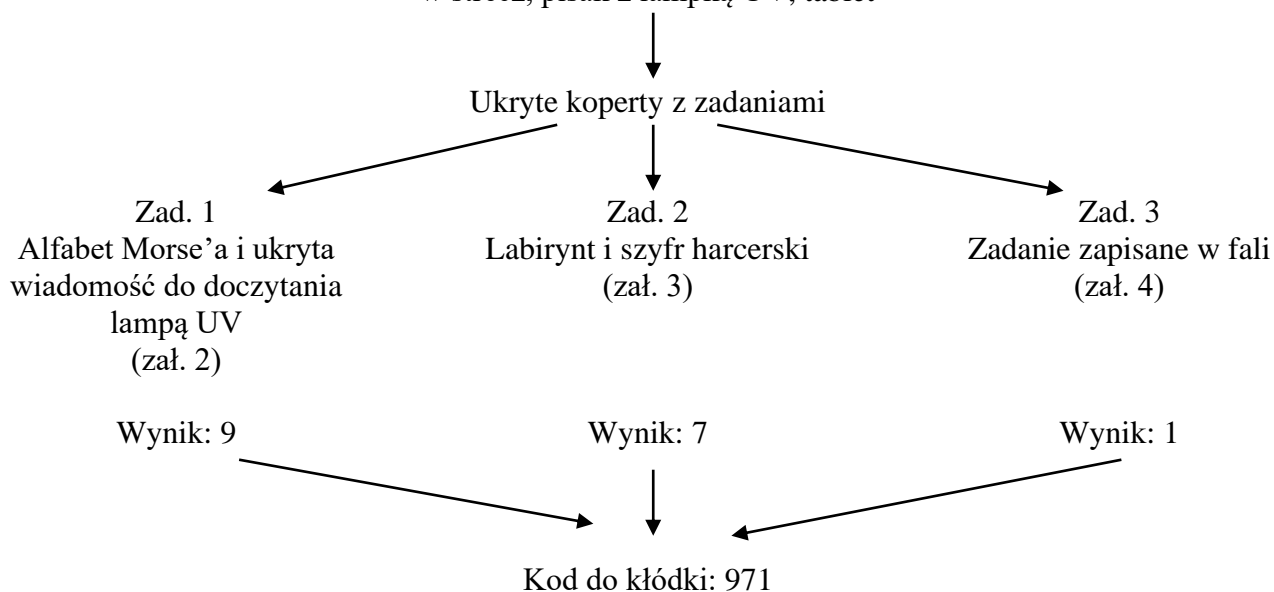 Ukryte koperty z zadaniami
Zad. 1
Alfabet Morse’a i ukryta
wiadomość do doczytania
lampą UV
(zał. 2)
Zad. 2
Labirynt i szyfr harcerski
(zał. 3)
Zad. 3
Zadanie zapisane w fali
(zał. 4)
Wynik: 9
Wynik: 7
Wynik: 1
Kod do kłódki: 971